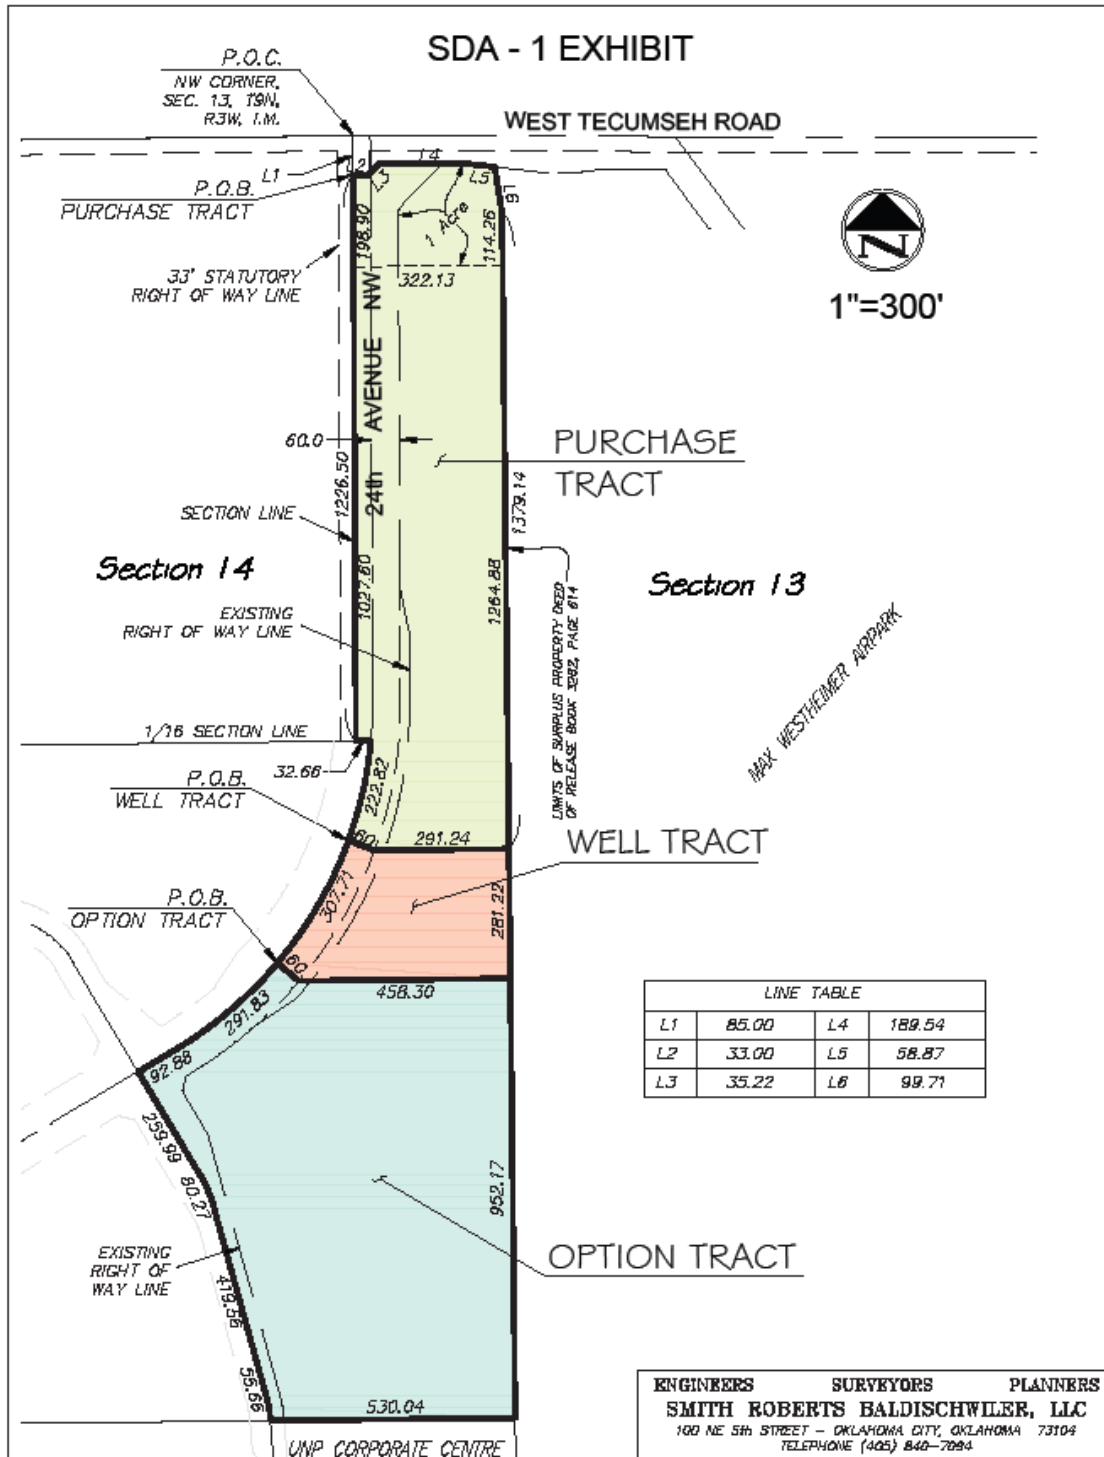 SDA - 1 EXHIBIT
P.O.C.
NW CORNER,
SEC. 13, T9N,
R3W, I.M.
WEST TECUMSEH ROAD
L1
L2
L3
L4
L5
L6
P.O.B.
PURCHASE TRACT
198.90
1 Acre
114.26
33' STATUTORY
RIGHT OF WAY LINE
322.13
N
1"=300'
24th AVENUE NW
60.0
PURCHASE
TRACT
1226.50
1379.14
SECTION LINE
Section 14
Section 13
1027.60
1264.88
EXISTING
RIGHT OF WAY LINE
LIMITS OF SURPLUS PROPERTY DEED
OF RELEASE BOOK 3282, PAGE 614
MAX WESTHEIMER AIRPARK
1/16 SECTION LINE
32.66
222.82
P.O.B.
WELL TRACT
60
291.24
WELL TRACT
307.71
281.22
P.O.B.
OPTION TRACT
60
458.30
291.83
92.88
LINE TABLE
L1 85.00 L4 189.54
L2 33.00 L5 58.87
L3 35.22 L6 99.71
259.99
80.27
952.17
EXISTING
RIGHT OF
WAY LINE
OPTION TRACT
419.56
55.66
530.04
UNP CORPORATE CENTRE
ENGINEERS SURVEYORS PLANNERS
SMITH ROBERTS BALDISCHWILER, LLC
100 NE 5th STREET - OKLAHOMA CITY, OKLAHOMA 73104
TELEPHONE (405) 840-7094